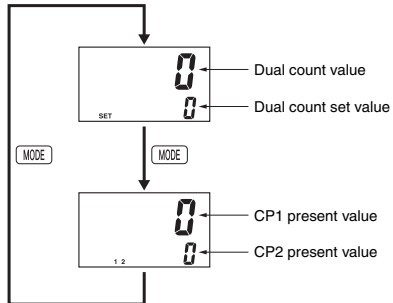 0
Dual count value
0
Dual count set value
SET
MODE
MODE
0
CP1 present value
0
CP2 present value
1 2